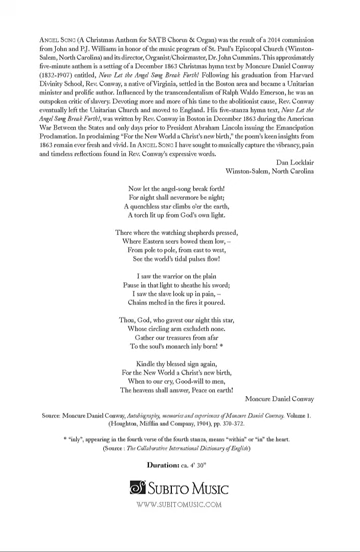 ANGEL SONG (A Christmas Anthem for SATB Chorus & Organ) was the result of a 2014 commission
from John and P.J. Williams in honor of the music program of St. Paul's Episcopal Church (Winston-
Salem, North Carolina) and its director, Organist/Choirmaster, Dr. John Cummins. This approximately
five-minute anthem is a setting of a December 1863 Christmas hymn text by Moncure Daniel Conway
(1832-1907) entitled, Now Let the Angel Song Break Forth! Following his graduation from Harvard
Divinity School, Rev. Conway, a native of Virginia, settled in the Boston area and became a Unitarian
minister and prolific author. Influenced by the transcendentalism of Ralph Waldo Emerson, he was an
outspoken critic of slavery. Devoting more and more of his time to the abolitionist cause, Rev. Conway
eventually left the Unitarian Church and moved to England. His five-stanza hymn text, Now Let the
Angel Song Break Forth!, was written by Rev. Conway in Boston in December 1863 during the American
War Between the States and only days prior to President Abraham Lincoln issuing the Emancipation
Proclamation. In proclaiming "For the New World a Christ's new birth," the poem's keen insights from
1863 remain ever fresh and vivid. In ANGEL SONG I have sought to musically capture the vibrancy, pain
and timeless reflections found in Rev. Conway's expressive words.
Dan Locklair
Winston-Salem, North Carolina
Now let the angel-song break forth!
For night shall nevermore be night;
A quenchless star climbs o'er the earth,
A torch lit up from God's own light.
There where the watching shepherds pressed,
Where Eastern seers bowed them low, –
From pole to pole, from east to west,
See the world's tidal pulses flow!
I saw the warrior on the plain
Pause in that light to sheathe his sword;
I saw the slave look up in pain, –
Chains melted in the fires it poured.
Thou, God, who gavest our night this star,
Whose circling arm excludeth none.
Gather our treasures from afar
To the soul's monarch inly born! *
Kindle thy blessed sign again,
For the New World a Christ's new birth,
When to our cry, Good-will to men,
The heavens shall answer, Peace on earth!
Moncure Daniel Conway
Source: Moncure Daniel Conway, Autobiography, memories and experiences of Moncure Daniel Conway. Volume 1.
(Houghton, Mifflin and Company, 1904), pp. 370-372.
* "inly", appearing in the fourth verse of the fourth stanza, means "within" or "in" the heart.
(Source : The Collaborative International Dictionary of English)
Duration: ca. 4' 30"
SUBITO MUSIC
WWW.SUBITOMUSIC.COM